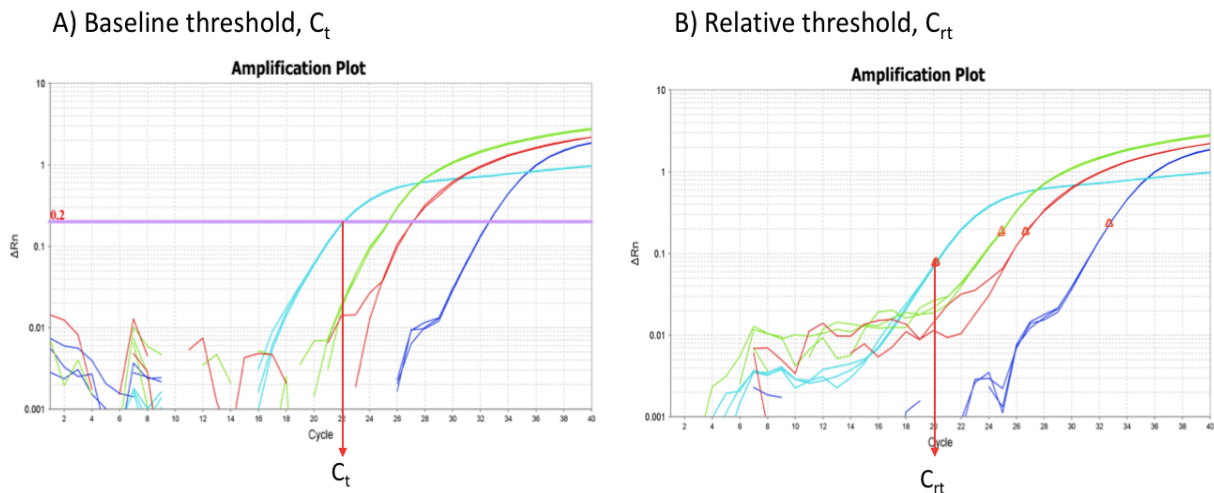 A) Baseline threshold, Ct
Amplification Plot
10
1
0.2
0.1
0.01
0.001
ΔRn
2 4 6 8 10 12 14 16 18 20 22 24 26 28 30 32 34 36 38 40
Cycle
Ct
B) Relative threshold, Crt
Amplification Plot
10
1
0.1
0.01
0.001
ΔRn
2 4 6 8 10 12 14 16 18 20 22 24 26 28 30 32 34 36 38 40
Cycle
Crt